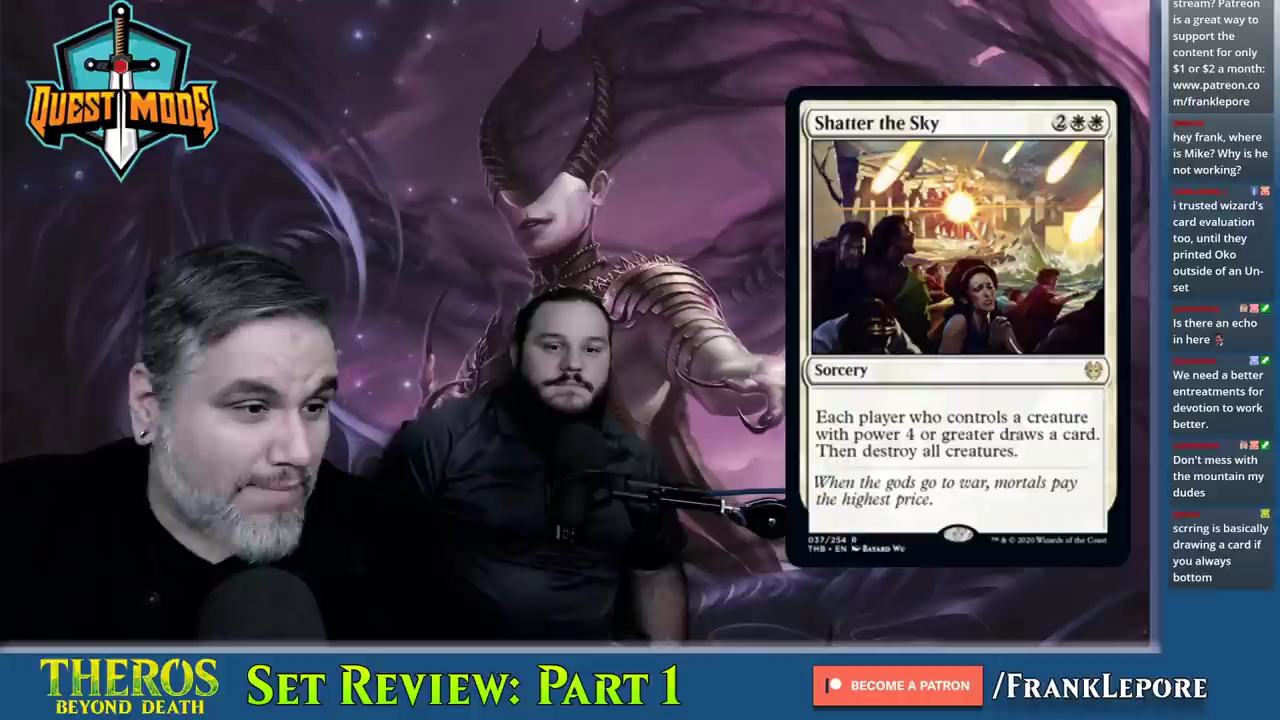 QUEST MODE
Shatter the Sky 2
Sorcery
Each player who controls a creature
with power 4 or greater draws a card.
Then destroy all creatures.
When the gods go to war, mortals pay
the highest price.
037/254 R
THB • EN Bayard Wu
™ & © 2020 Wizards of the Coast
stream? Patreon
is a great way to
support the
content for only
$1 or $2 a month:
www.patreon.co
m/franklepore
hey frank, where
is Mike? Why is he
not working?
i trusted wizard's
card evaluation
too, until they
printed Oko
outside of an Un-
set
Is there an echo
in here
We need a better
entreatments for
devotion to work
better.
Don't mess with
the mountain my
dudes
scrring is basically
drawing a card if
you always
bottom
THEROS
BEYOND DEATH
SET REVIEW: PART 1
BECOME A PATRON
/FRANKLEPORE